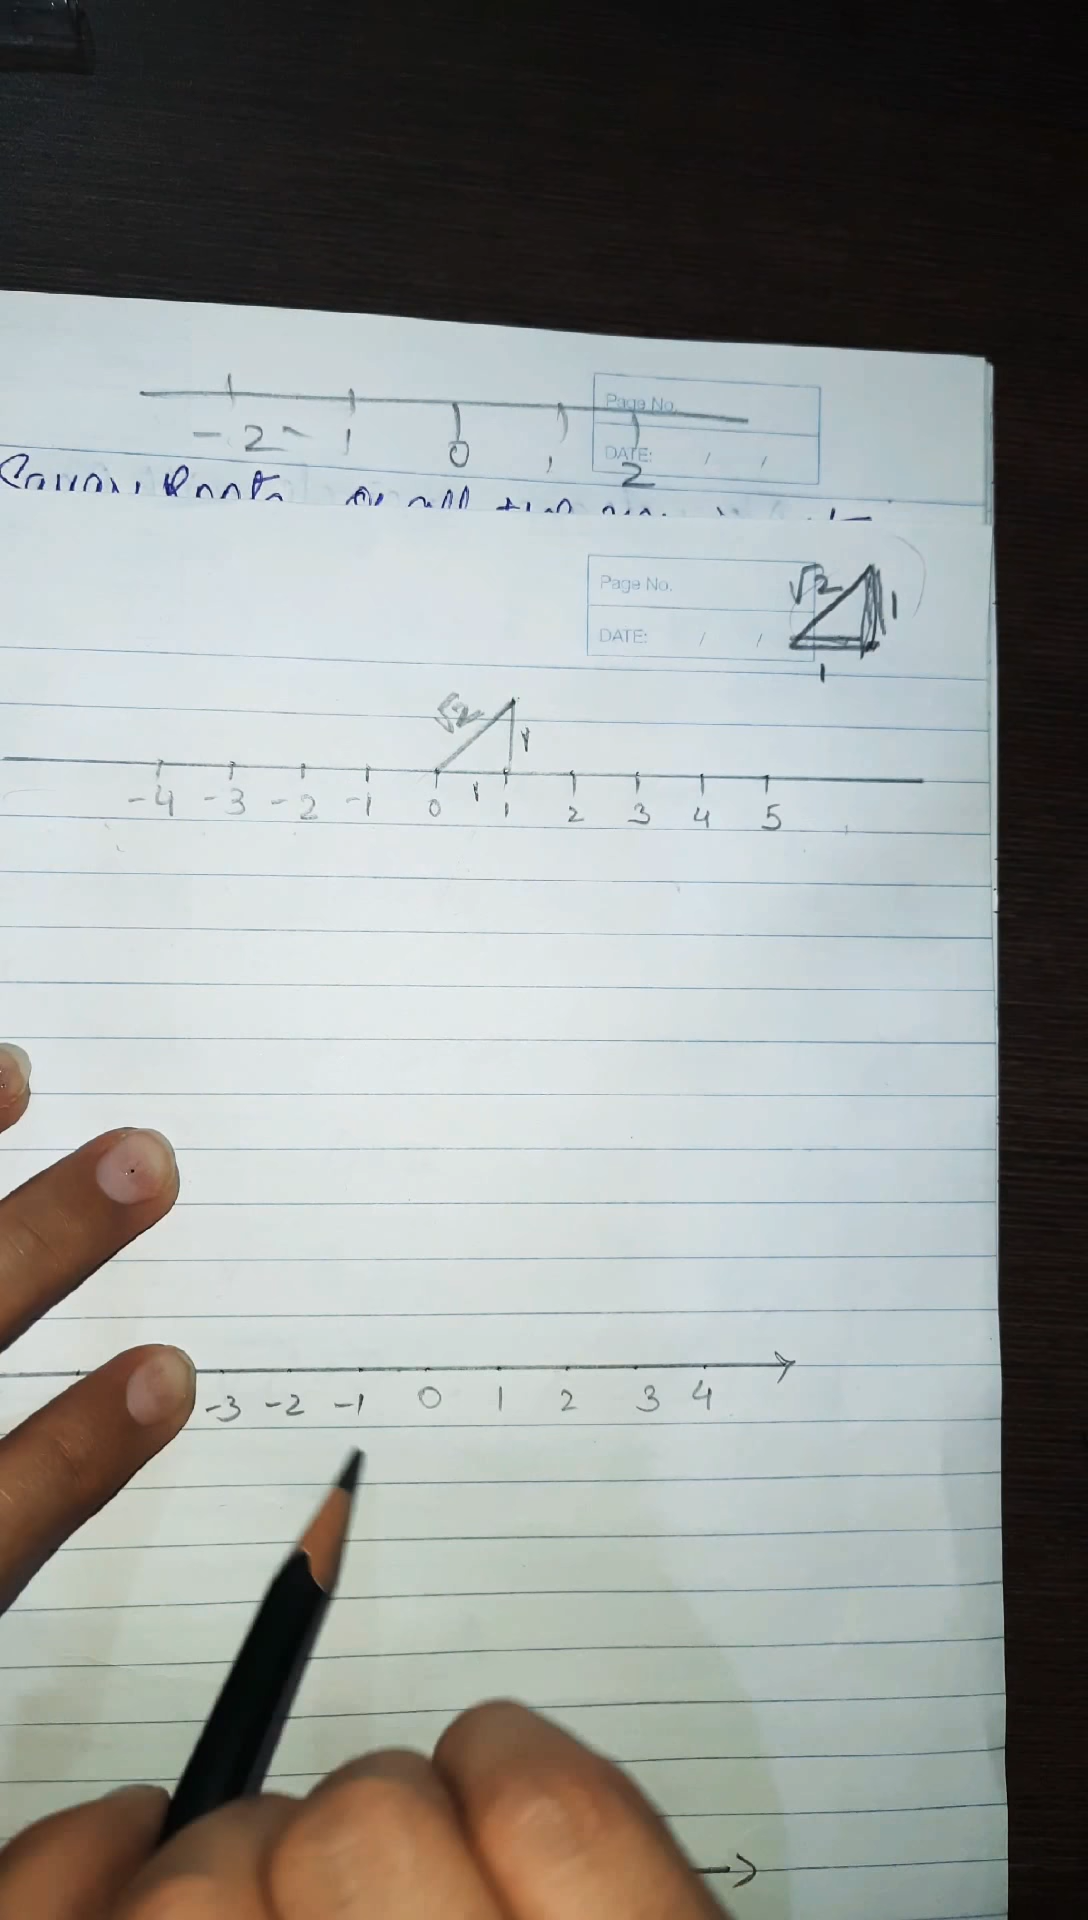 Page No.
-2 -1 0 1 2
DATE: / /
Page No.
DATE: / /
√2 1
1
√2 1
1
-4 -3 -2 -1 0 1 2 3 4 5
-3 -2 -1 0 1 2 3 4